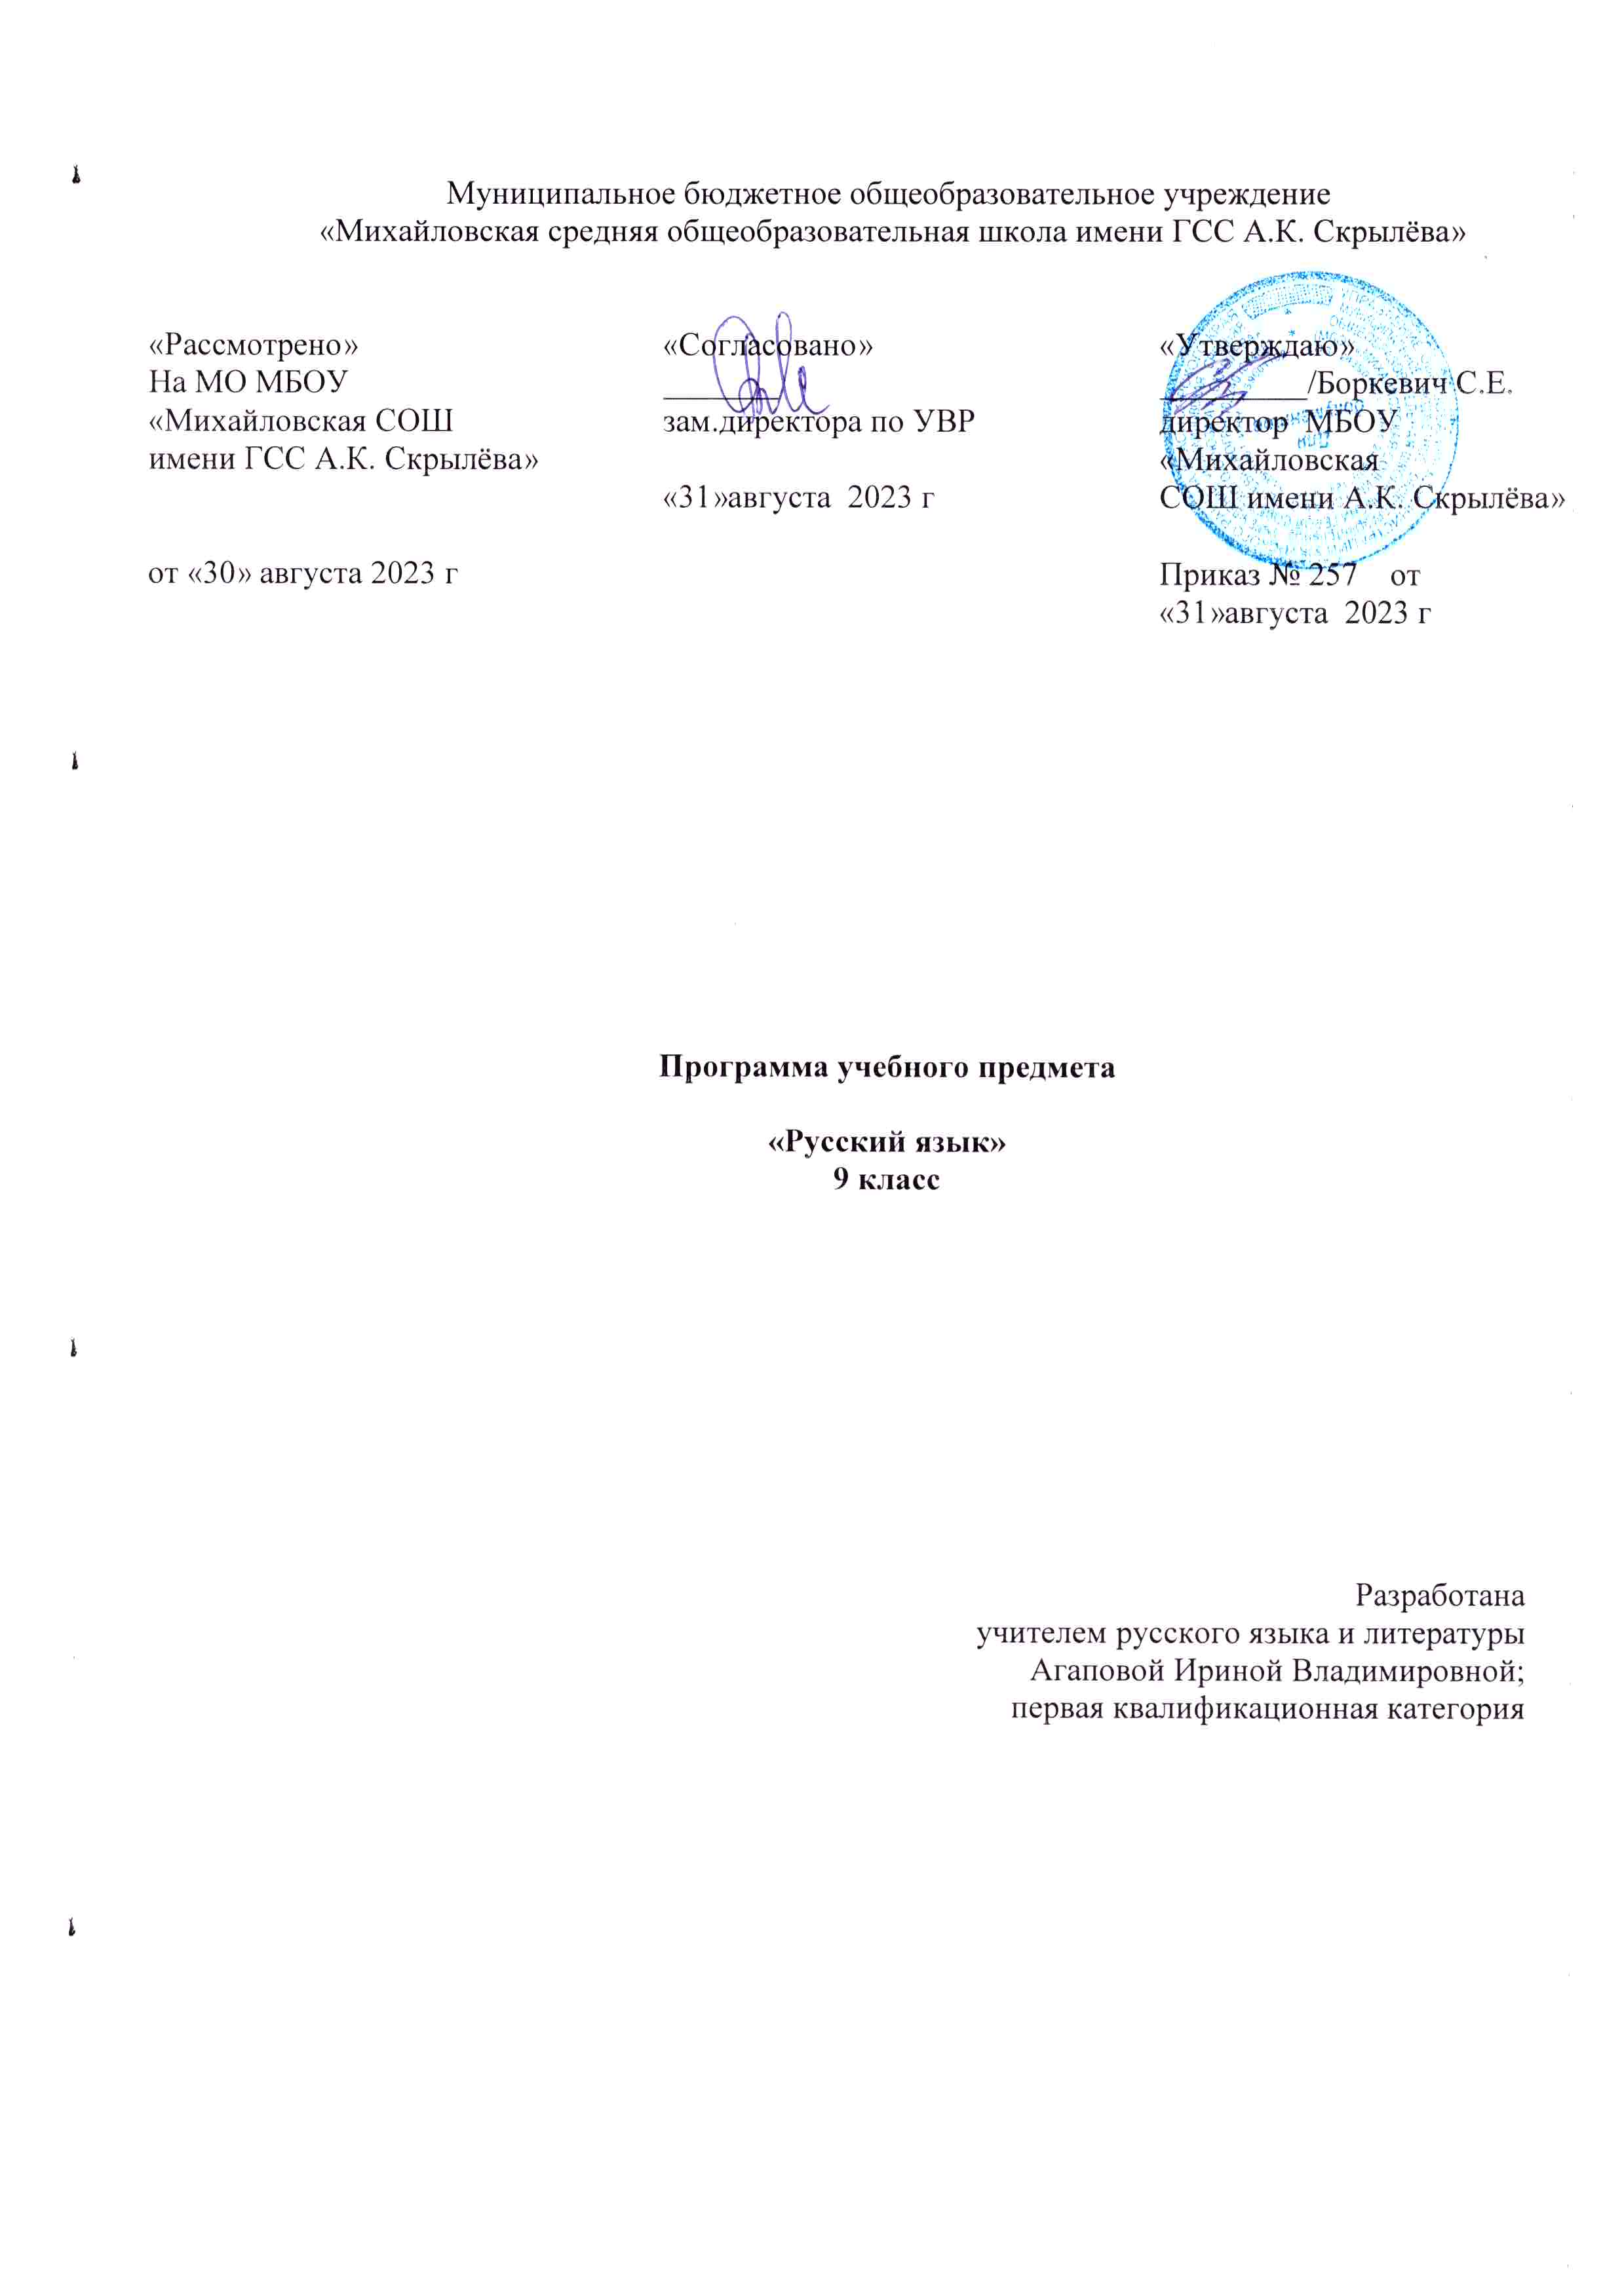 Муниципальное бюджетное общеобразовательное учреждение
«Михайловская средняя общеобразовательная школа имени ГСС А.К. Скрылёва»
«Рассмотрено»
На МО МБОУ
«Михайловская СОШ
имени ГСС А.К. Скрылёва»
от «30» августа 2023 г
«Согласовано»
зам.директора по УВР
«31»августа 2023 г
«Утверждаю»
/Боркевич С.Е.
директор МБОУ
«Михайловская
СОШ имени А.К. Скрылёва»
Приказ № 257 от
«31»августа 2023 г
Программа учебного предмета
«Русский язык»
9 класс
Разработана
учителем русского языка и литературы
Агаповой Ириной Владимировной;
первая квалификационная категория